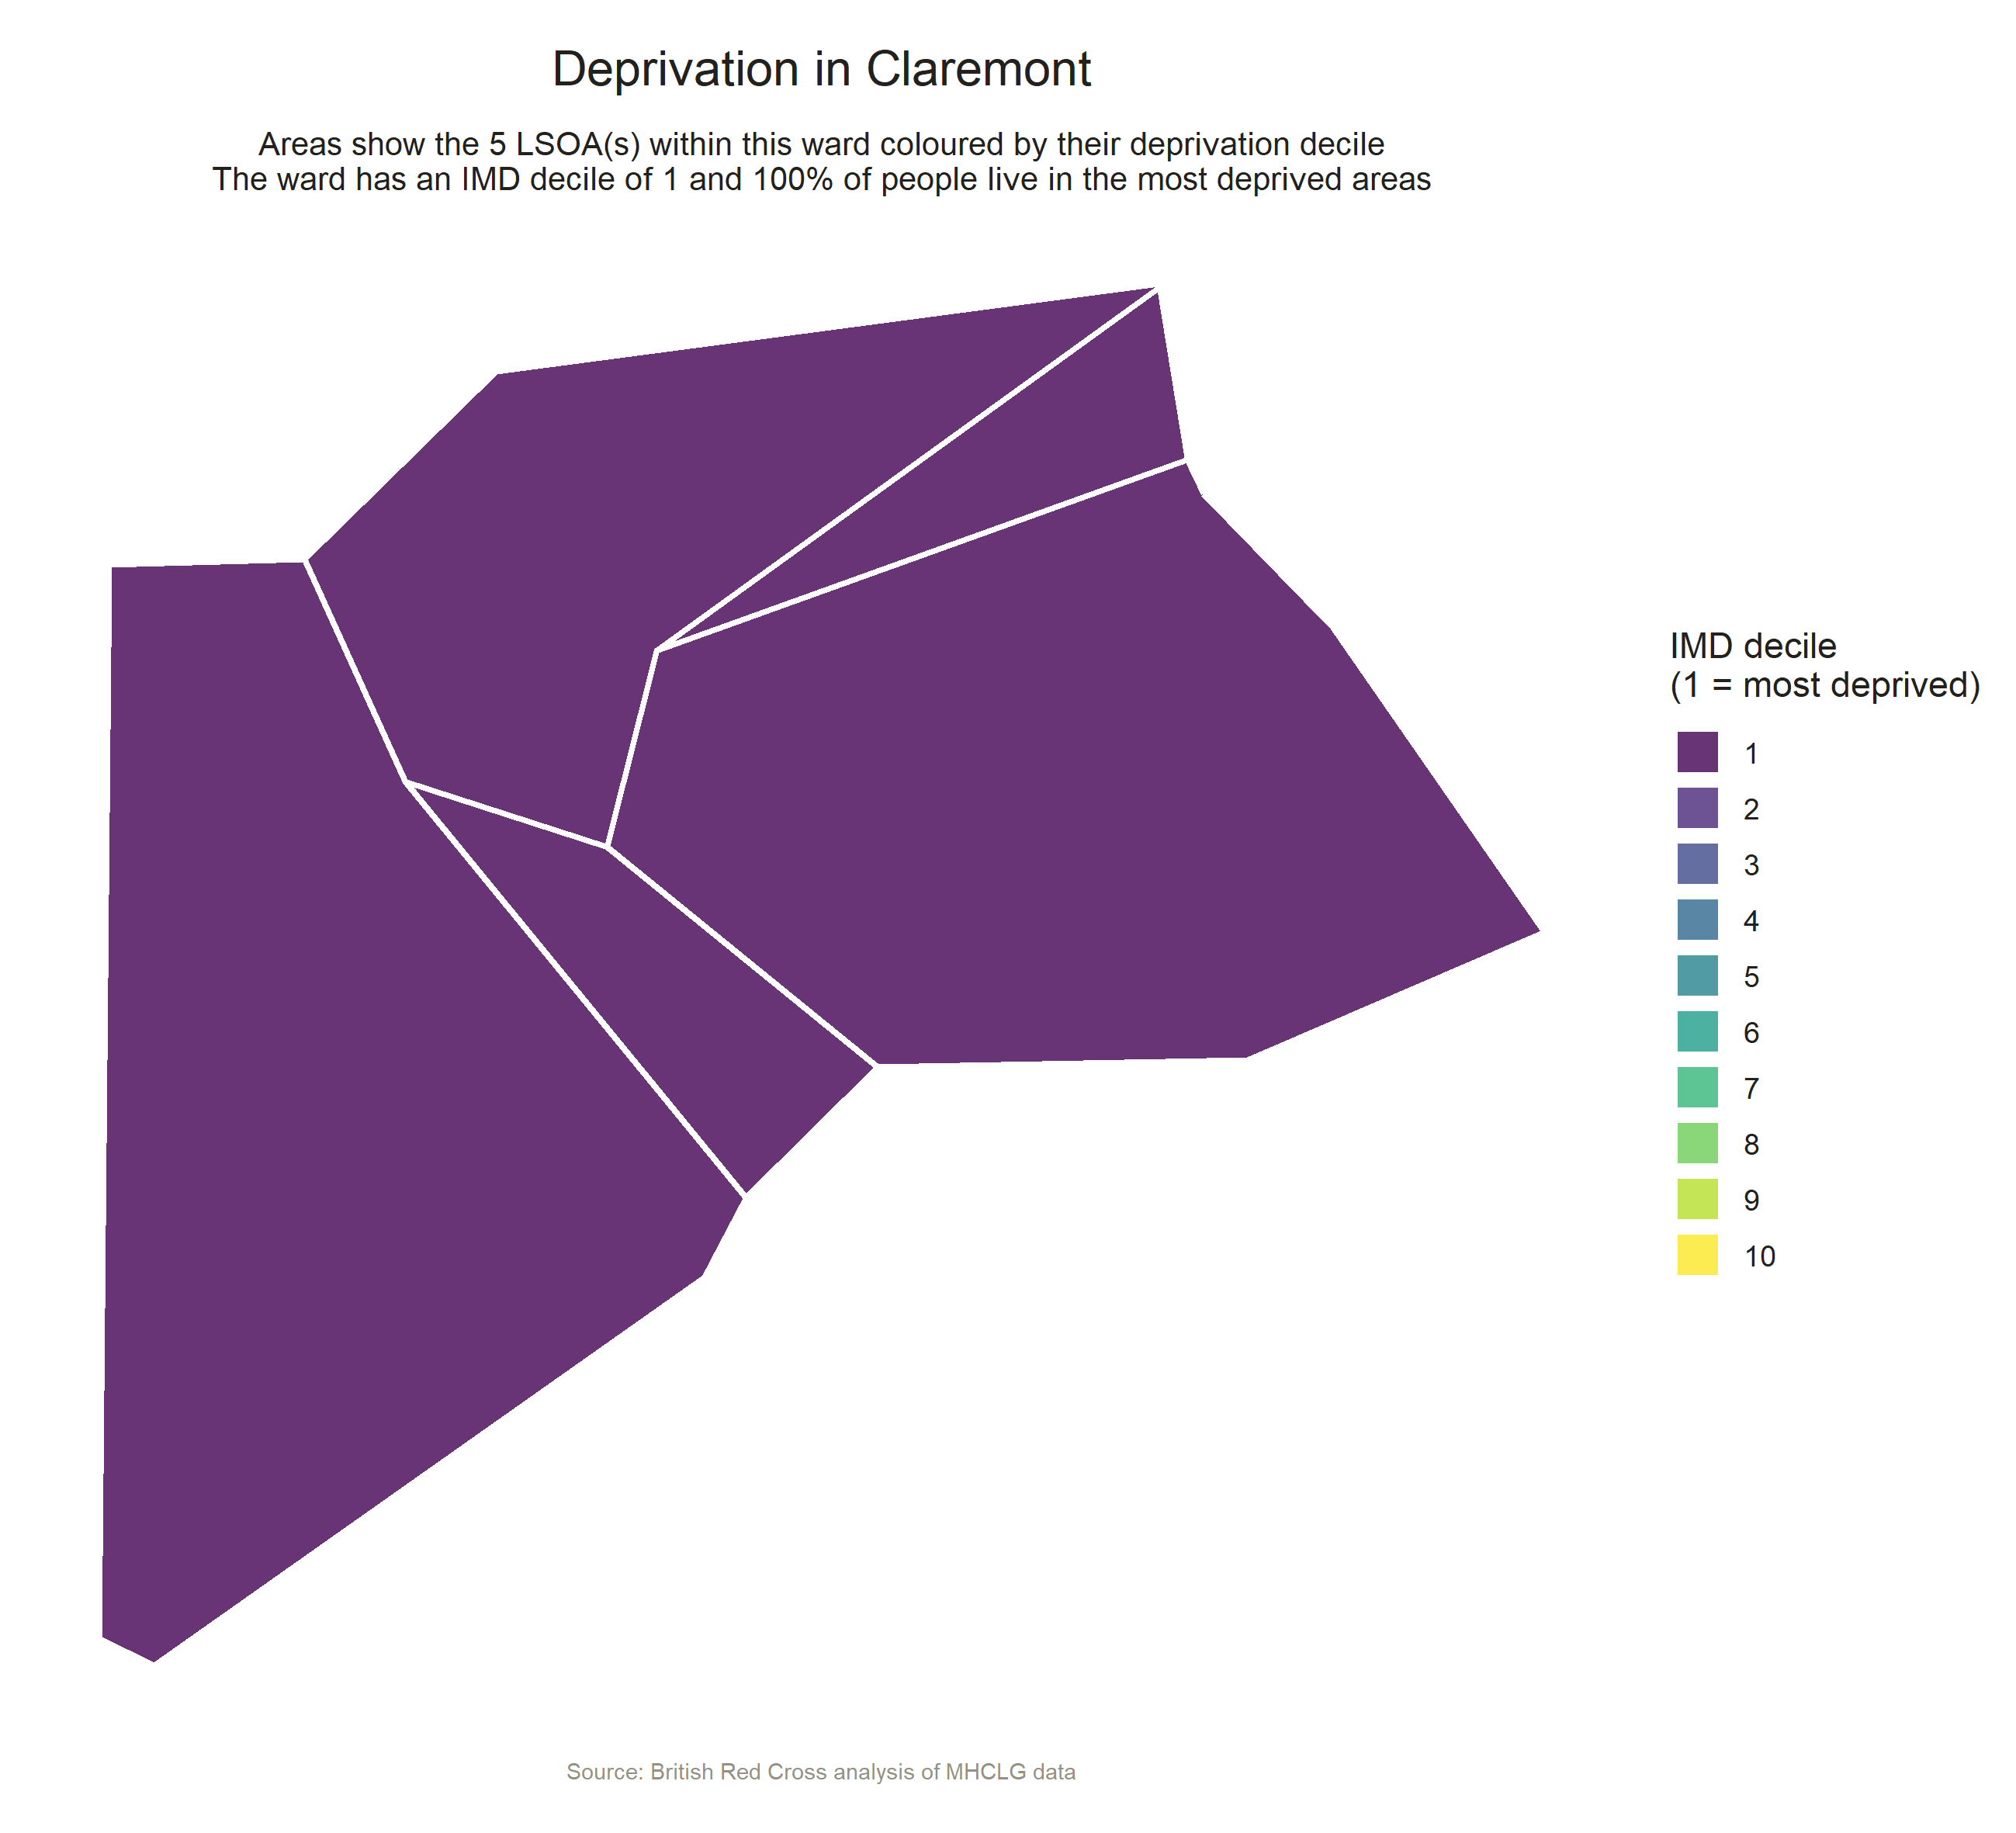 Deprivation in Claremont
Areas show the 5 LSOA(s) within this ward coloured by their deprivation decile
The ward has an IMD decile of 1 and 100% of people live in the most deprived areas
IMD decile
(1 = most deprived)
1
2
3
4
5
6
7
8
9
10
Source: British Red Cross analysis of MHCLG data